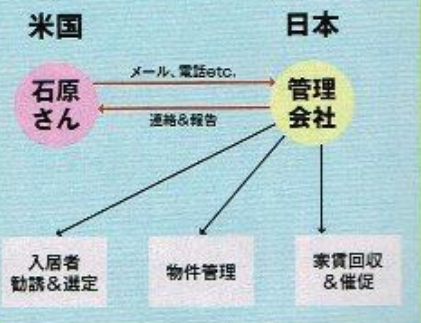 米国
日本
石原
さん
メール、電話etc.
管理
会社
連絡&報告
入居者
勧誘&選定
物件管理
家賃回収
&催促